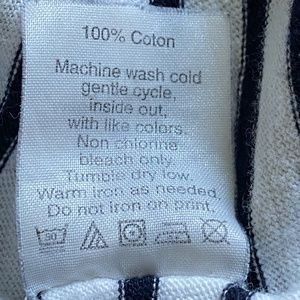 100% Coton
Machine wash cold
gentle cycle,
inside out,
with like colors.
Non chlorine
bleach only.
Tumble dry low.
Warm iron as needed.
Do not iron on print.
30